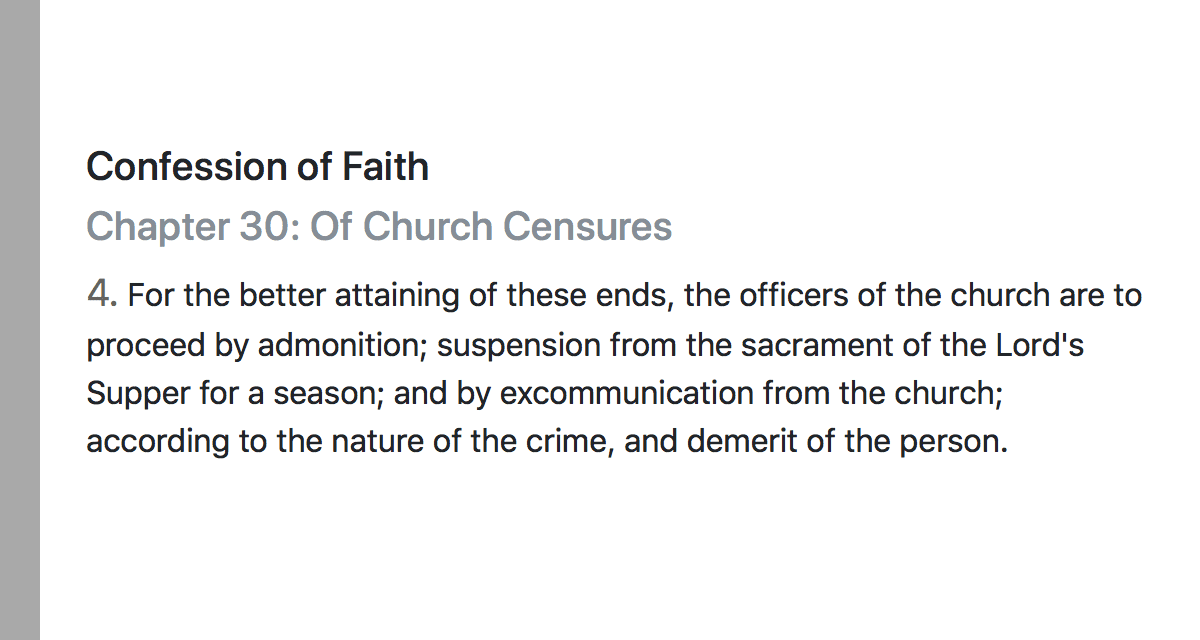 Confession of Faith
Chapter 30: Of Church Censures
4. For the better attaining of these ends, the officers of the church are to
proceed by admonition; suspension from the sacrament of the Lord's
Supper for a season; and by excommunication from the church;
according to the nature of the crime, and demerit of the person.